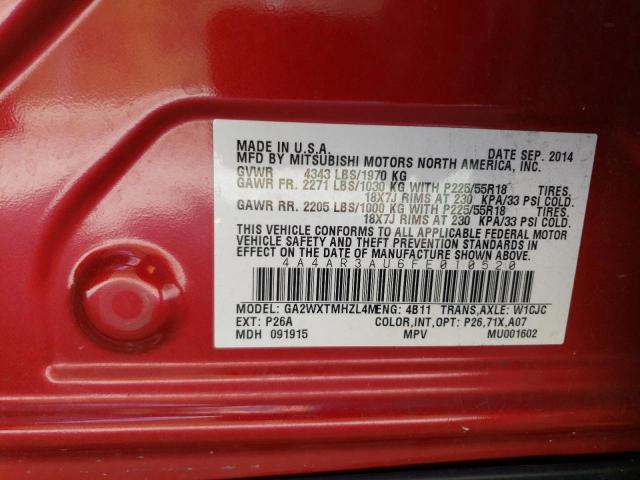 MADE IN U.S.A. DATE SEP. 2014
MFD BY MITSUBISHI MOTORS NORTH AMERICA, INC.
GVWR 4343 LBS/1970 KG
GAWR FR. 2271 LBS/1030 KG WITH P225/55R18 TIRES.
18X7J RIMS AT 230 KPA/33 PSI COLD.
GAWR RR. 2205 LBS/1000 KG WITH P225/55R18 TIRES.
18X7J RIMS AT 230 KPA/33 PSI COLD.
THIS VEHICLE CONFORMS TO ALL APPLICABLE FEDERAL MOTOR
VEHICLE SAFETY AND THEFT PREVENTION STANDARDS IN
EFFECT ON THE DATE OF MANUFACTURE SHOWN ABOVE.
4A4AR3AU6FE010520
MODEL: GA2WXTMHZL4MENG: 4B11 TRANS,AXLE: W1CJC
EXT: P26A COLOR,INT,OPT: P26,71X,A07
MDH 091915 MPV MU001602